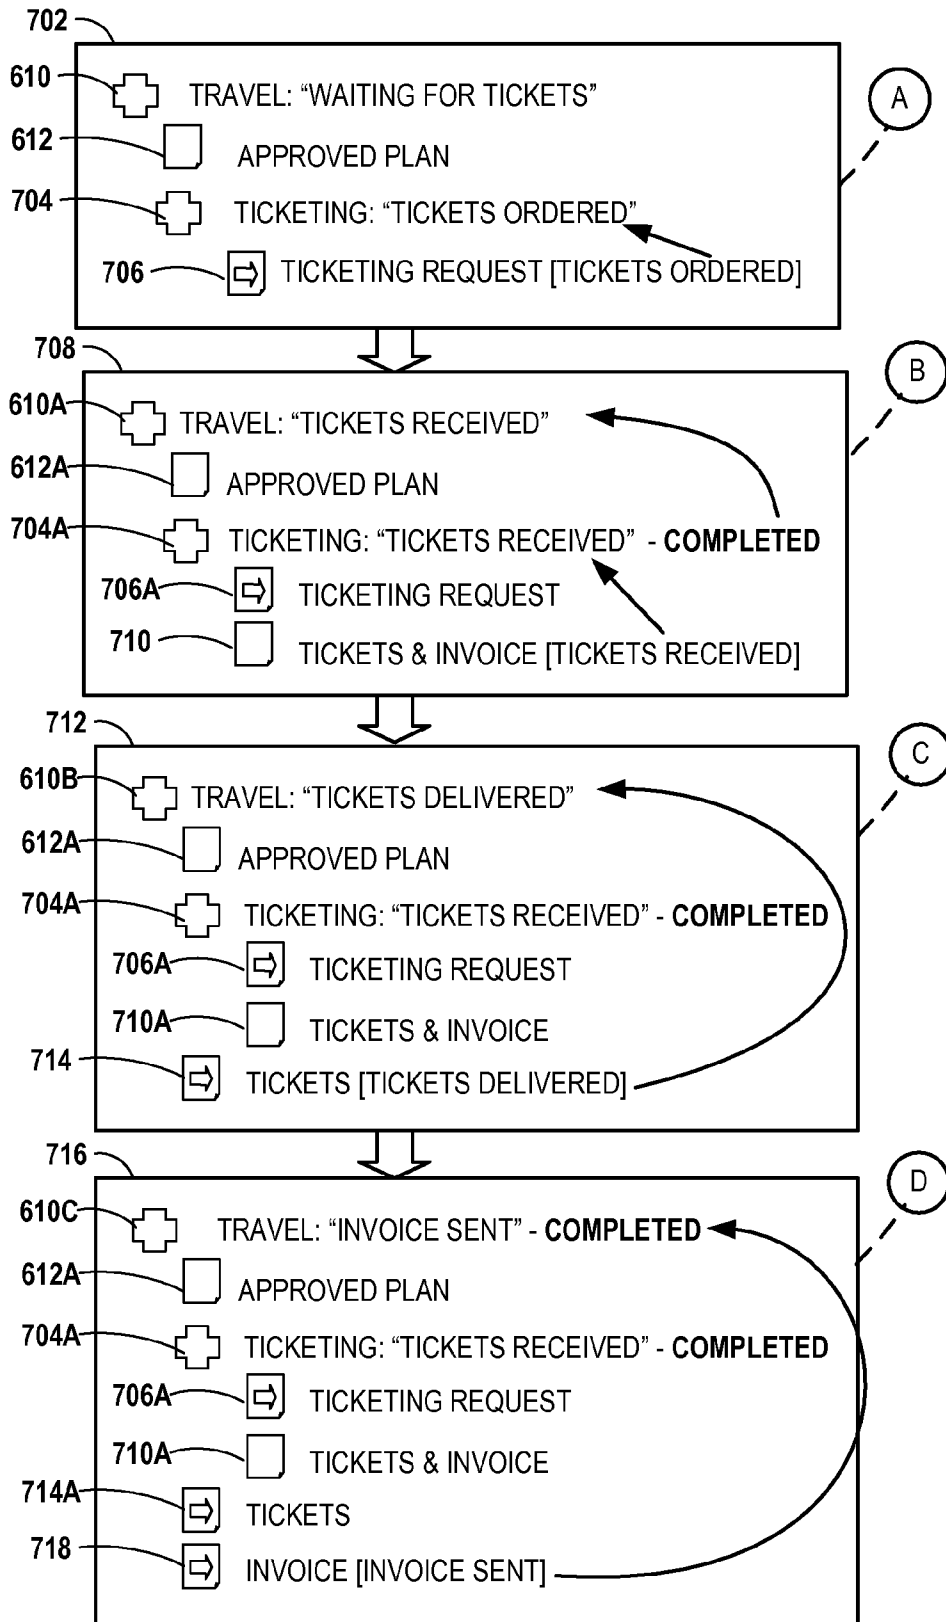 702
610 TRAVEL: “WAITING FOR TICKETS” A
612 APPROVED PLAN
704 TICKETING: “TICKETS ORDERED”
706 TICKETING REQUEST [TICKETS ORDERED]
708 B
610A TRAVEL: “TICKETS RECEIVED”
612A APPROVED PLAN
704A TICKETING: “TICKETS RECEIVED” - COMPLETED
706A TICKETING REQUEST
710 TICKETS & INVOICE [TICKETS RECEIVED]
712 C
610B TRAVEL: “TICKETS DELIVERED”
612A APPROVED PLAN
704A TICKETING: “TICKETS RECEIVED” - COMPLETED
706A TICKETING REQUEST
710A TICKETS & INVOICE
714 TICKETS [TICKETS DELIVERED]
716 D
610C TRAVEL: “INVOICE SENT” - COMPLETED
612A APPROVED PLAN
704A TICKETING: “TICKETS RECEIVED” - COMPLETED
706A TICKETING REQUEST
710A TICKETS & INVOICE
714A TICKETS
718 INVOICE [INVOICE SENT]